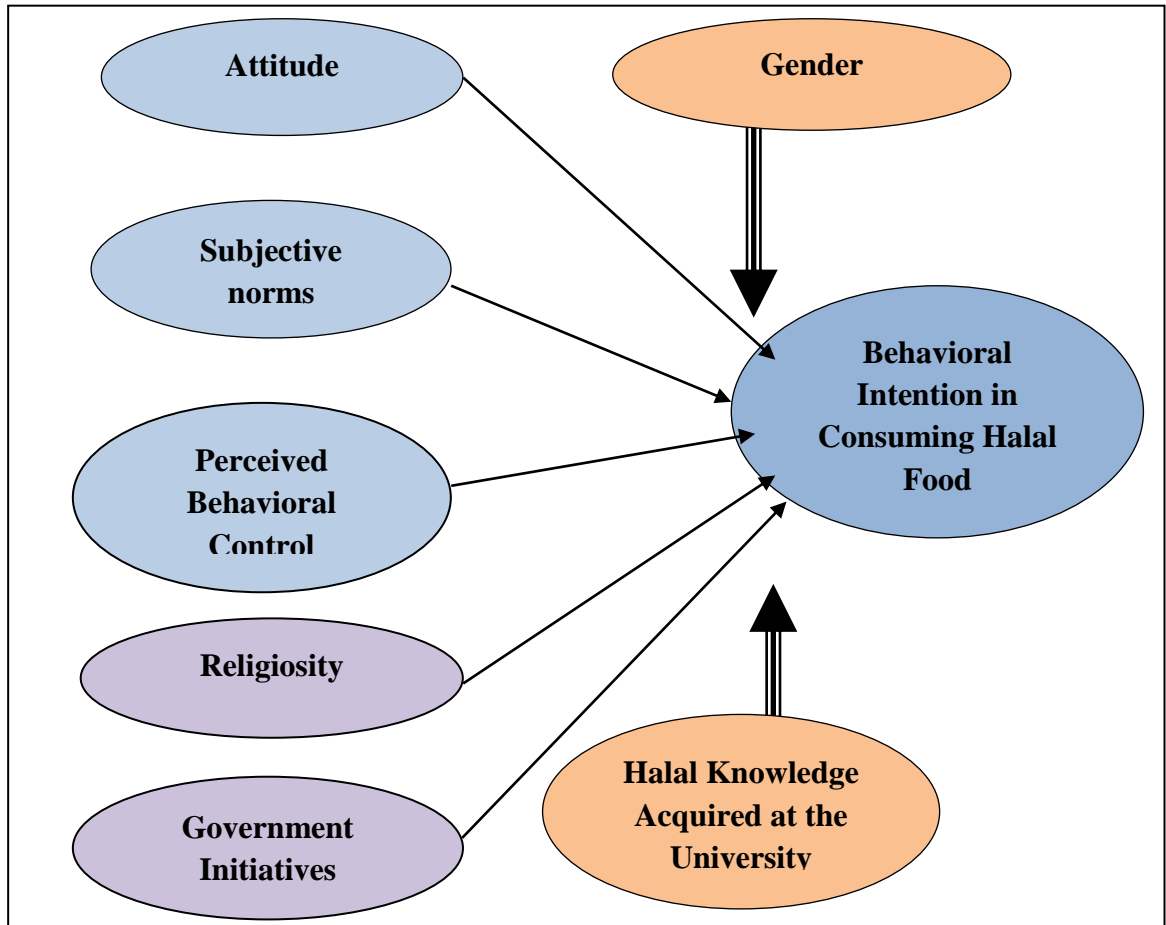 Attitude
Gender
Subjective
norms
Behavioral
Intention in
Consuming Halal
Food
Perceived
Behavioral
Control
Religiosity
Halal Knowledge
Acquired at the
University
Government
Initiatives